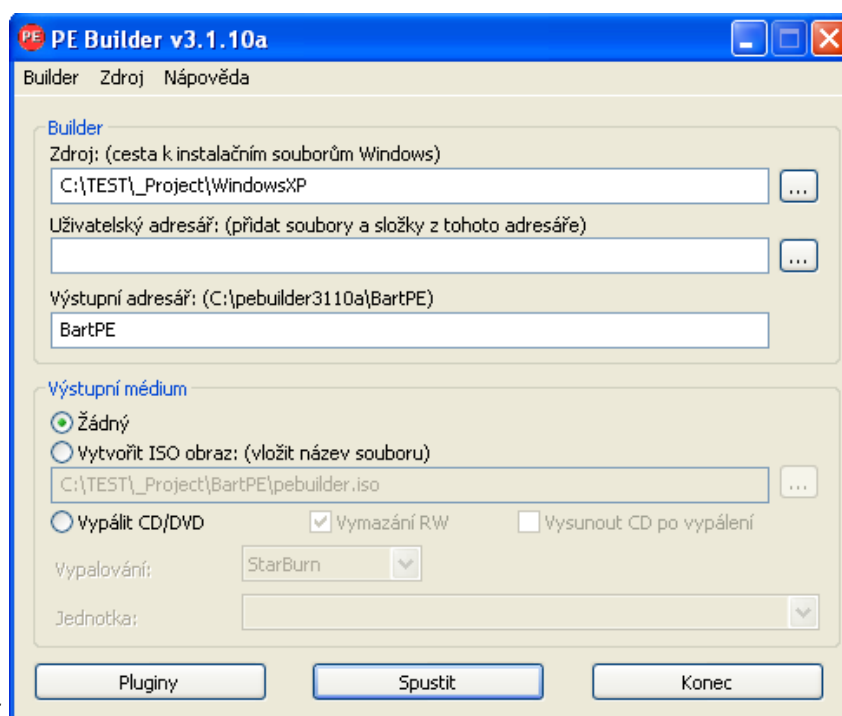 PE Builder v3.1.10a
Builder Zdroj Nápověda
Builder
Zdroj: (cesta k instalačním souborům Windows)
C:\TEST\_Project\WindowsXP
...
Uživatelský adresář: (přidat soubory a složky z tohoto adresáře)
...
Výstupní adresář: (C:\pebuilder3110a\BartPE)
BartPE
Výstupní médium
Žádný
Vytvořit ISO obraz: (vložit název souboru)
C:\TEST\_Project\BartPE\pebuilder.iso
...
Vypálit CD/DVD Vymazání RW Vysunout CD po vypálení
Vypalování: StarBurn
Jednotka:
Pluginy Spustit Konec